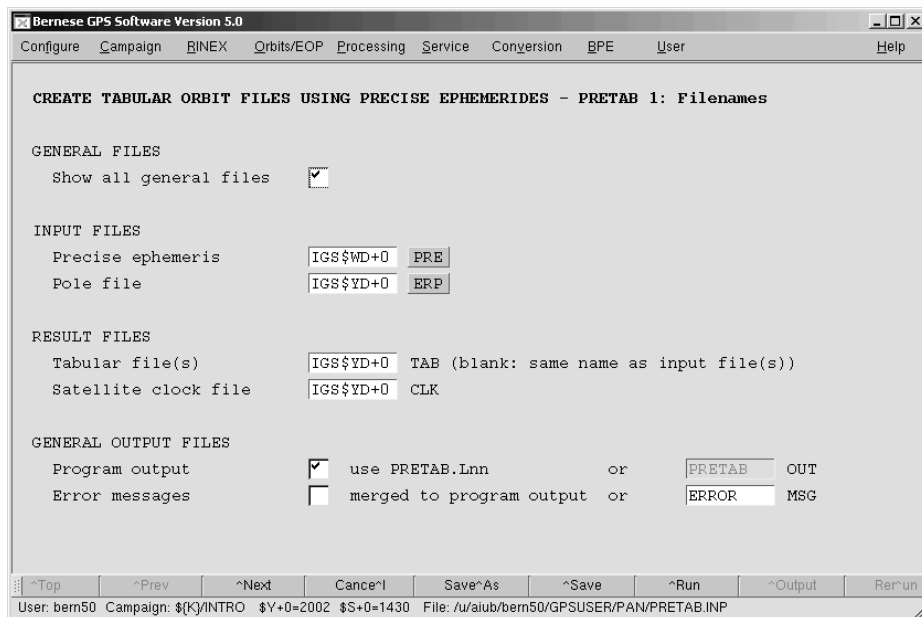 Bernese GPS Software Version 5.0
Configure Campaign RINEX Orbits/EOP Processing Service Conversion BPE User Help
CREATE TABULAR ORBIT FILES USING PRECISE EPHEMERIDES - PRETAB 1: Filenames
GENERAL FILES
Show all general files
INPUT FILES
Precise ephemeris IGS$WD+0 PRE
Pole file IGS$YD+0 ERP
RESULT FILES
Tabular file(s) IGS$YD+0 TAB (blank: same name as input file(s))
Satellite clock file IGS$YD+0 CLK
GENERAL OUTPUT FILES
Program output use PRETAB.Lnn or PRETAB OUT
Error messages merged to program output or ERROR MSG
^Top ^Prev ^Next Cance^l Save^As ^Save ^Run ^Output Rer^un
User: bern50 Campaign: ${K}/INTRO $Y+0=2002 $S+0=1430 File: /u/aiub/bern50/GPSUSER/PAN/PRETAB.INP